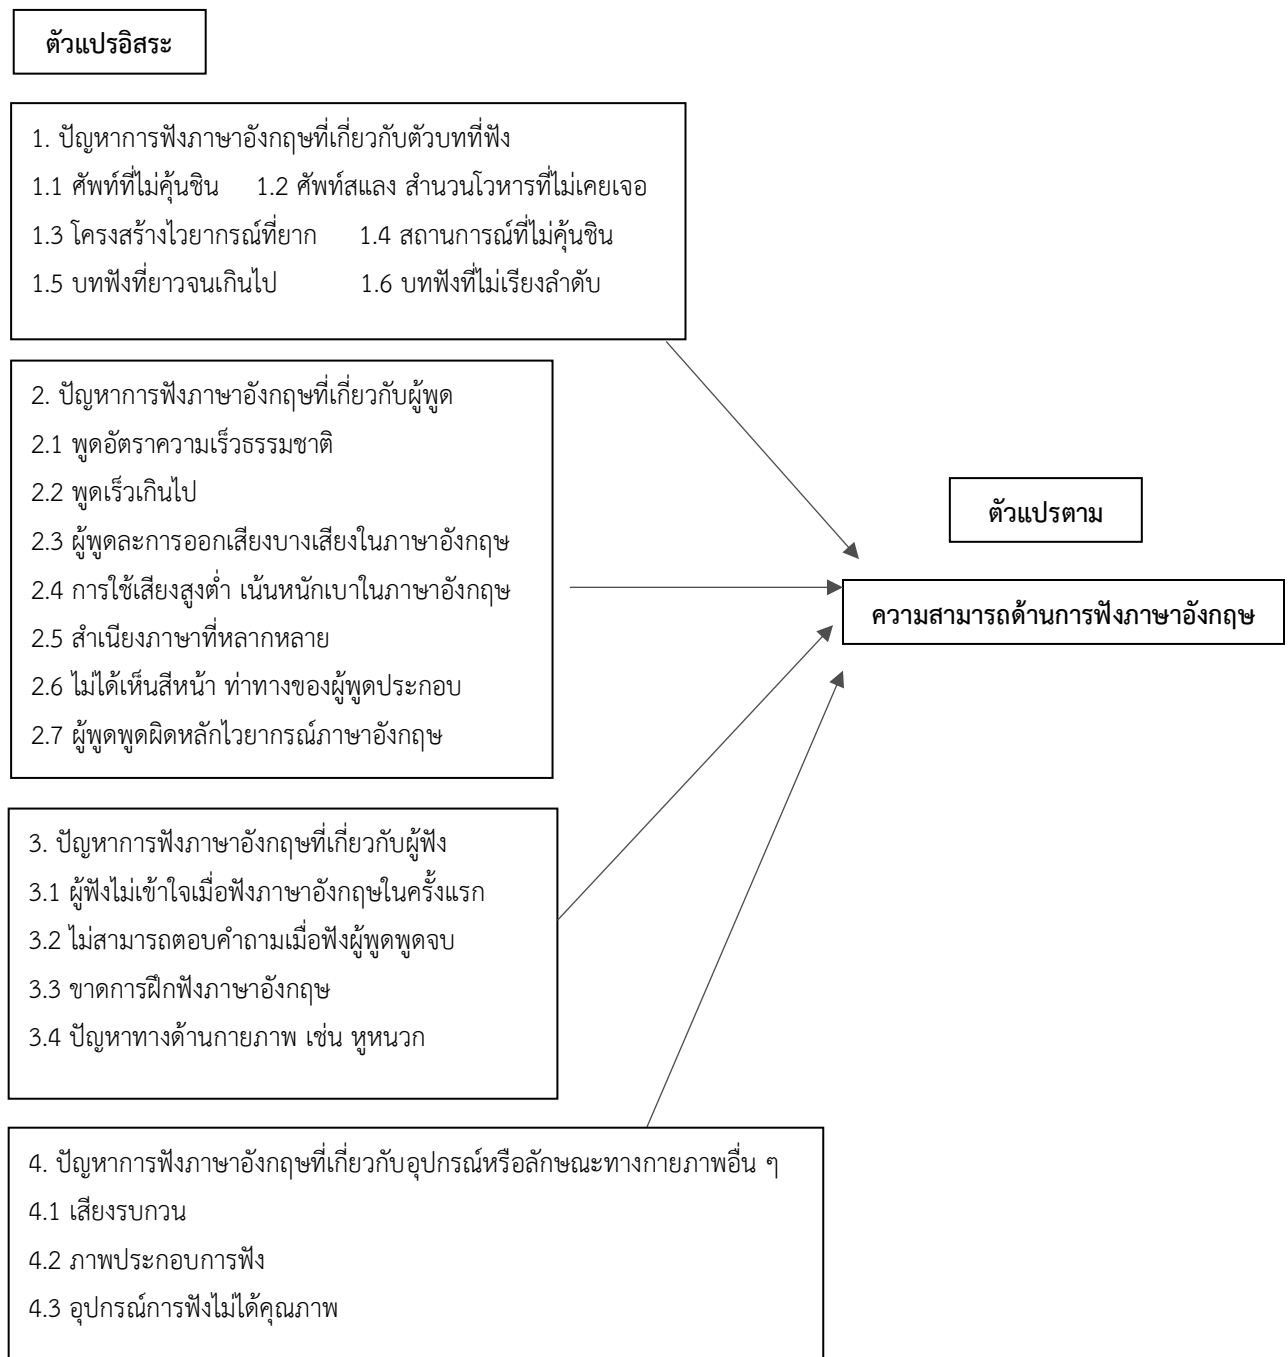 ตัวแปรอิสระ
1. ปัญหาการฟังภาษาอังกฤษที่เกี่ยวกับตัวบทที่ฟัง
1.1 ศัพท์ที่ไม่คุ้นชิน 1.2 ศัพท์สแลง สำนวนโวหารที่ไม่เคยเจอ
1.3 โครงสร้างไวยากรณ์ที่ยาก 1.4 สถานการณ์ที่ไม่คุ้นชิน
1.5 บทฟังที่ยาวจนเกินไป 1.6 บทฟังที่ไม่เรียงลำดับ
2. ปัญหาการฟังภาษาอังกฤษที่เกี่ยวกับผู้พูด
2.1 พูดอัตราความเร็วธรรมชาติ
2.2 พูดเร็วเกินไป
2.3 ผู้พูดละการออกเสียงบางเสียงในภาษาอังกฤษ
2.4 การใช้เสียงสูงต่ำ เน้นหนักเบาในภาษาอังกฤษ
2.5 สำเนียงภาษาที่หลากหลาย
2.6 ไม่ได้เห็นสีหน้า ท่าทางของผู้พูดประกอบ
2.7 ผู้พูดพูดผิดหลักไวยากรณ์ภาษาอังกฤษ
ตัวแปรตาม
ความสามารถด้านการฟังภาษาอังกฤษ
3. ปัญหาการฟังภาษาอังกฤษที่เกี่ยวกับผู้ฟัง
3.1 ผู้ฟังไม่เข้าใจเมื่อฟังภาษาอังกฤษในครั้งแรก
3.2 ไม่สามารถตอบคำถามเมื่อฟังผู้พูดพูดจบ
3.3 ขาดการฝึกฟังภาษาอังกฤษ
3.4 ปัญหาทางด้านกายภาพ เช่น หูหนวก
4. ปัญหาการฟังภาษาอังกฤษที่เกี่ยวกับอุปกรณ์หรือลักษณะทางกายภาพอื่น ๆ
4.1 เสียงรบกวน
4.2 ภาพประกอบการฟัง
4.3 อุปกรณ์การฟังไม่ได้คุณภาพ